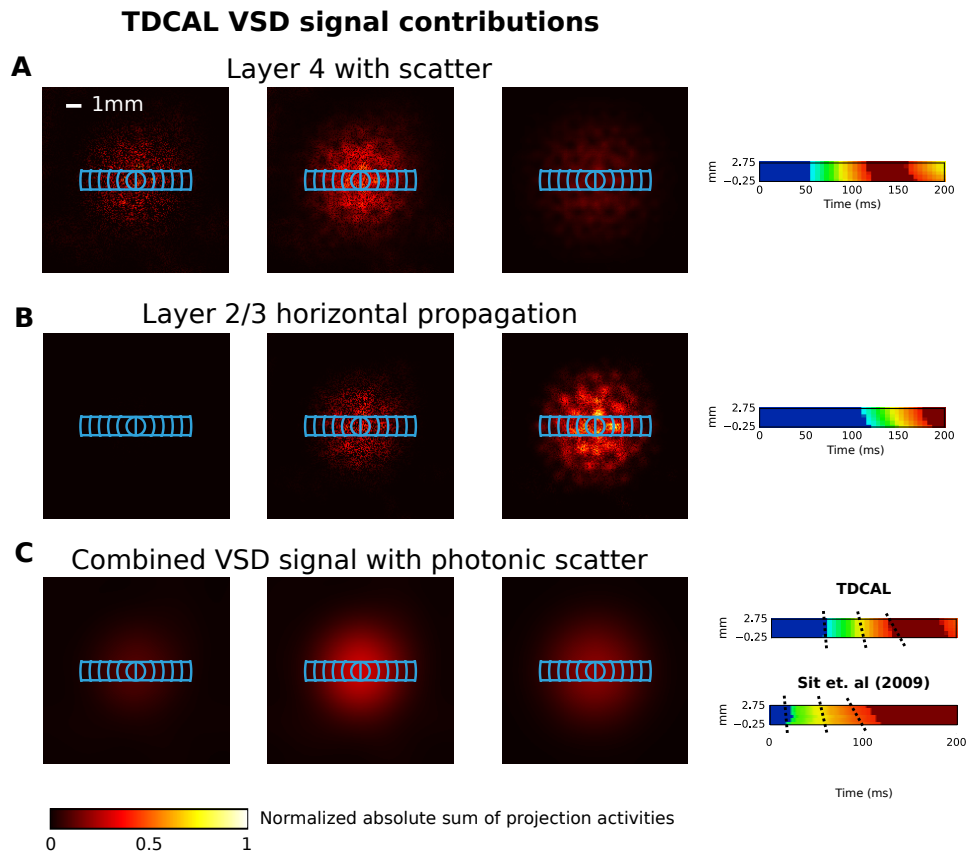 TDCAL VSD signal contributions
A
Layer 4 with scatter
1mm
mm
2.75
−0.25
0 50 100 150 200
Time (ms)
B
Layer 2/3 horizontal propagation
mm
2.75
−0.25
0 50 100 150 200
Time (ms)
C
Combined VSD signal with photonic scatter
TDCAL
mm
2.75
−0.25
Sit et. al (2009)
mm
2.75
−0.25
0 100 200
Time (ms)
Normalized absolute sum of projection activities
0 0.5 1